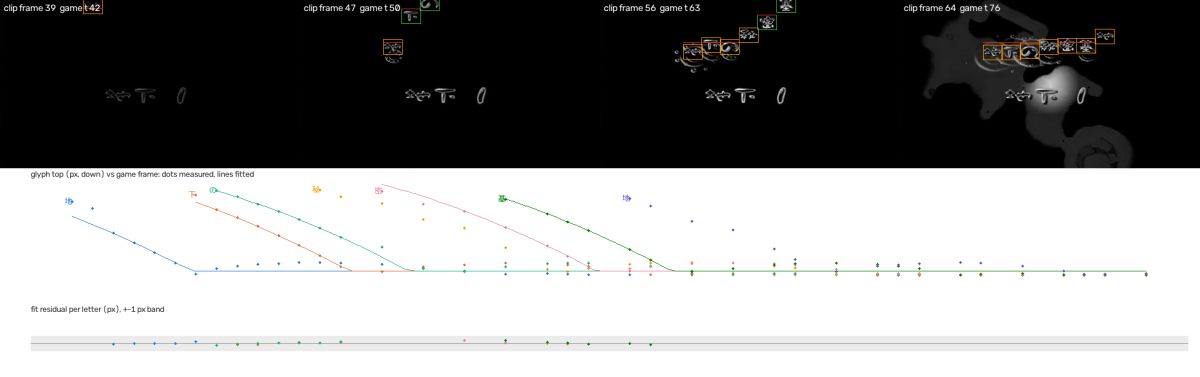 clip frame 39 game t 42
clip frame 47 game t 50
clip frame 56 game t 63
clip frame 64 game t 76
glyph top (px, down) vs game frame: dots measured, lines fitted
下
fit residual per letter (px), +-1 px band